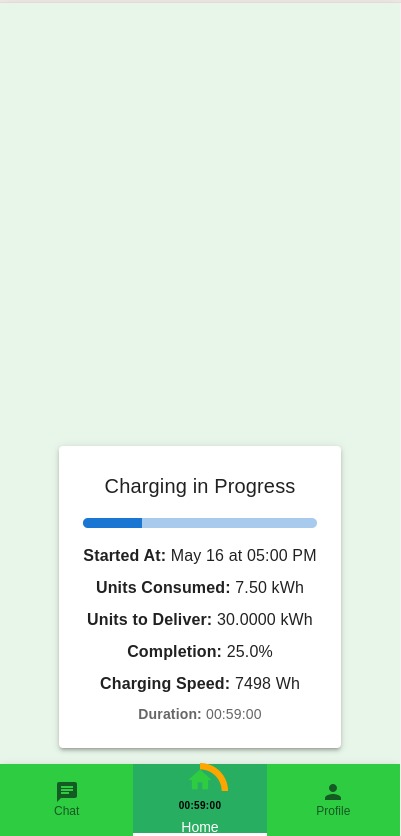 Charging in Progress
Started At: May 16 at 05:00 PM
Units Consumed: 7.50 kWh
Units to Deliver: 30.0000 kWh
Completion: 25.0%
Charging Speed: 7498 Wh
Duration: 00:59:00
Chat
00:59:00
Home
Profile